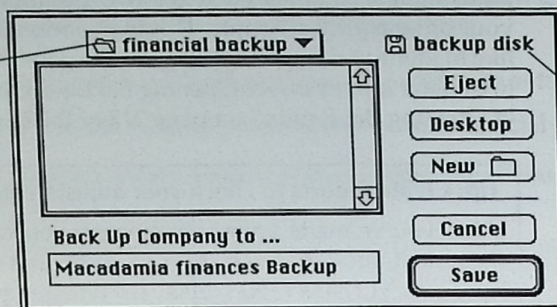 financial backup
backup disk
Eject
Desktop
New
Cancel
Save
Back Up Company to ...
Macadamia finances Backup